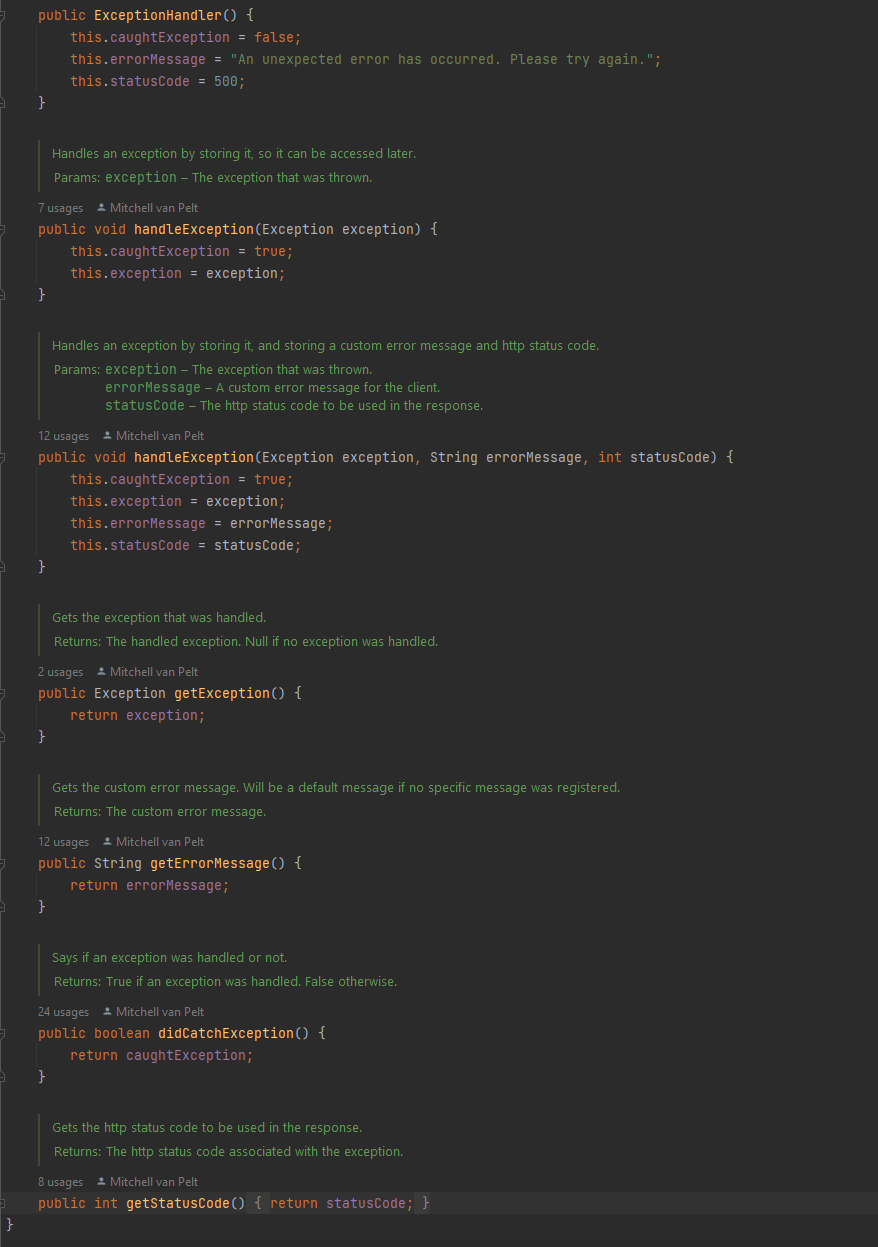 public ExceptionHandler() {
this.caughtException = false;
this.errorMessage = "An unexpected error has occurred. Please try again.";
this.statusCode = 500;
}
Handles an exception by storing it, so it can be accessed later.
Params: exception – The exception that was thrown.
7 usages Mitchell van Pelt
public void handleException(Exception exception) {
this.caughtException = true;
this.exception = exception;
}
Handles an exception by storing it, and storing a custom error message and http status code.
Params: exception – The exception that was thrown.
errorMessage – A custom error message for the client.
statusCode – The http status code to be used in the response.
12 usages Mitchell van Pelt
public void handleException(Exception exception, String errorMessage, int statusCode) {
this.caughtException = true;
this.exception = exception;
this.errorMessage = errorMessage;
this.statusCode = statusCode;
}
Gets the exception that was handled.
Returns: The handled exception. Null if no exception was handled.
2 usages Mitchell van Pelt
public Exception getException() {
return exception;
}
Gets the custom error message. Will be a default message if no specific message was registered.
Returns: The custom error message.
12 usages Mitchell van Pelt
public String getErrorMessage() {
return errorMessage;
}
Says if an exception was handled or not.
Returns: True if an exception was handled. False otherwise.
24 usages Mitchell van Pelt
public boolean didCatchException() {
return caughtException;
}
Gets the http status code to be used in the response.
Returns: The http status code associated with the exception.
8 usages Mitchell van Pelt
public int getStatusCode() { return statusCode; }
}